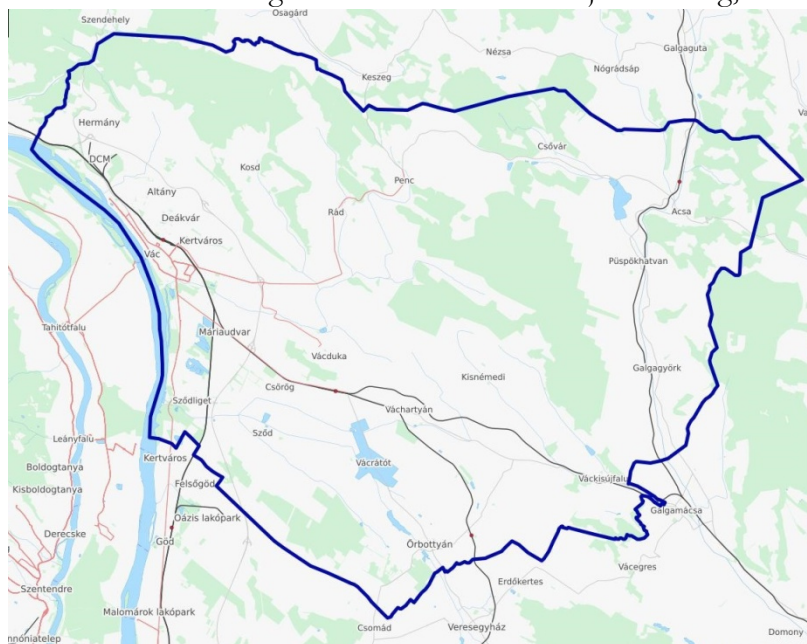 Szendehely
Osagárd
Galgaguta
Nézsa
Keszeg
Nógrádsáp
Hermány
DCM
Kosd
Csővár
Altány
Penc
Deákvár
Rád
Acsa
Kertváros
Vác
Püspökhatvan
Tahitótfalu
Máriaudvar
Vácduka
Galgagyörk
Kisnémedi
Csörög
Sződliget
Váchartyán
Leányfalu
Sződ
Kertváros
Vácrátót
Boldogtanya
Felsőgöd
Váckisújfalu
Kisboldogtanya
Galgamácsa
Oázis lakópark
Derecske
Göd
Őrbottyán
Vácegres
Erdőkertes
Szentendre
Malomárok lakópark
Csomád
Veresegyház
Domony
nnóniatelep